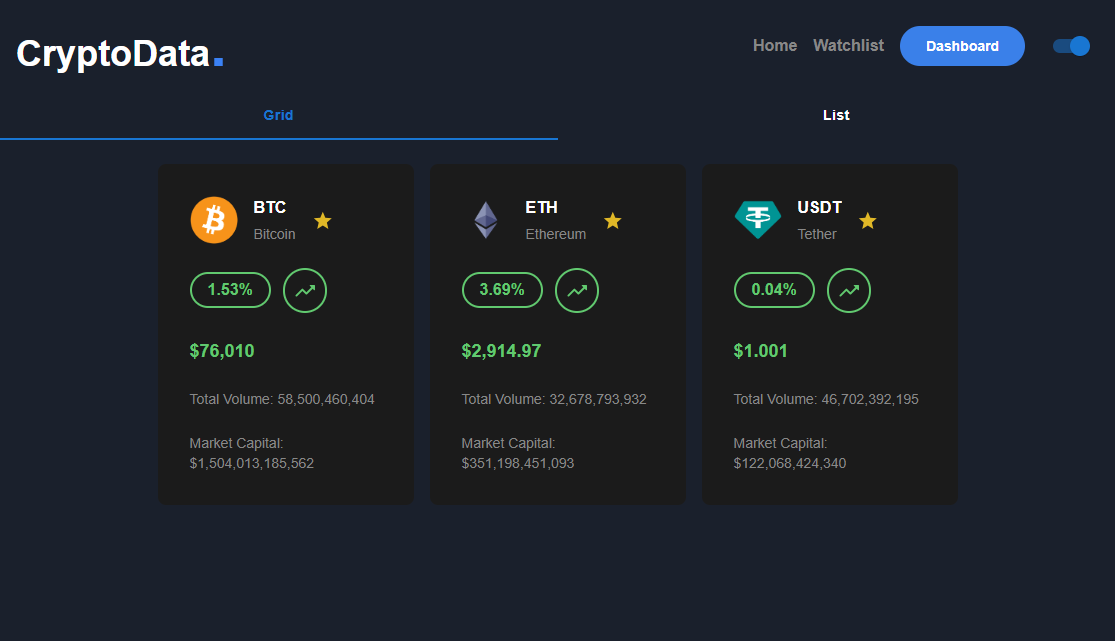 CryptoData.
Home Watchlist Dashboard
Grid List
BTC
Bitcoin
1.53%
$76,010
Total Volume: 58,500,460,404
Market Capital:
$1,504,013,185,562
ETH
Ethereum
3.69%
$2,914.97
Total Volume: 32,678,793,932
Market Capital:
$351,198,451,093
USDT
Tether
0.04%
$1.001
Total Volume: 46,702,392,195
Market Capital:
$122,068,424,340